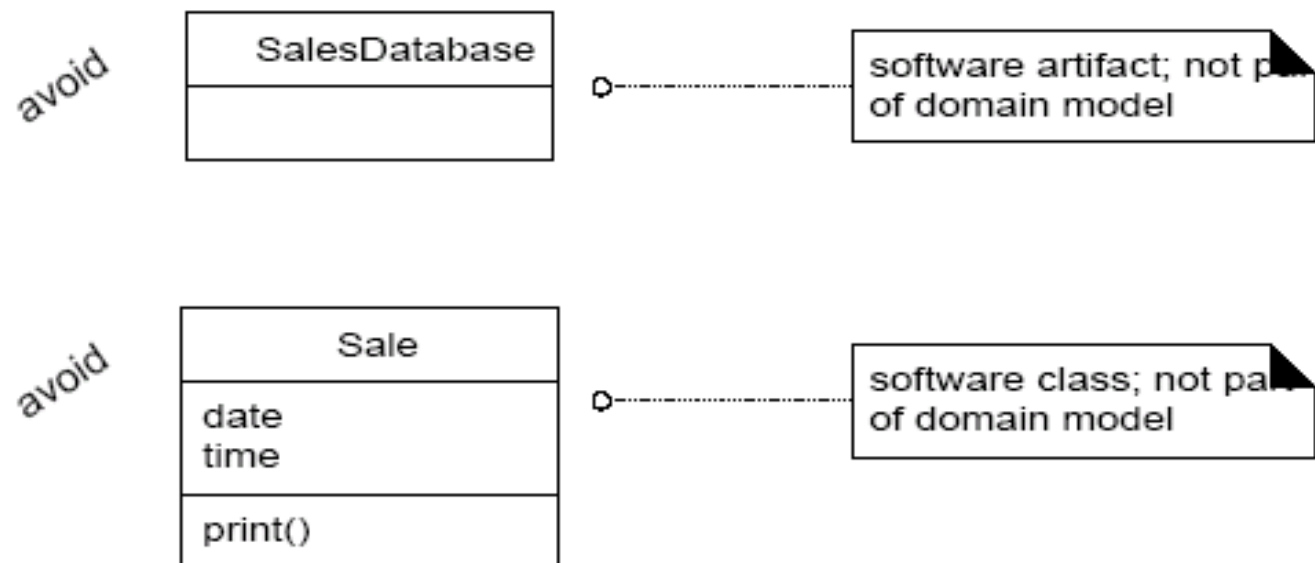 avoid
SalesDatabase
software artifact; not
of domain model
avoid
Sale
date
time
print()
software class; not
of domain model